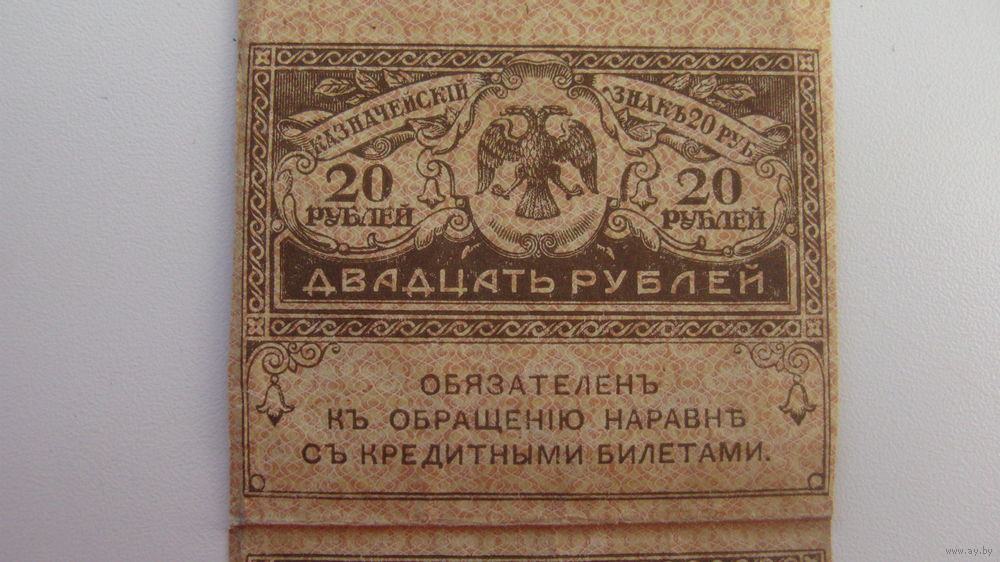 КАЗНАЧЕЙСКІЙ
ЗНАКЪ 20 РУБ.
20
РУБЛЕЙ
20
РУБЛЕЙ
ДВАДЦАТЬ РУБЛЕЙ
ОБЯЗАТЕЛЕНЪ
КЪ ОБРАЩЕНІЮ НАРАВНѢ
СЪ КРЕДИТНЫМИ БИЛЕТАМИ.
www.ay.by